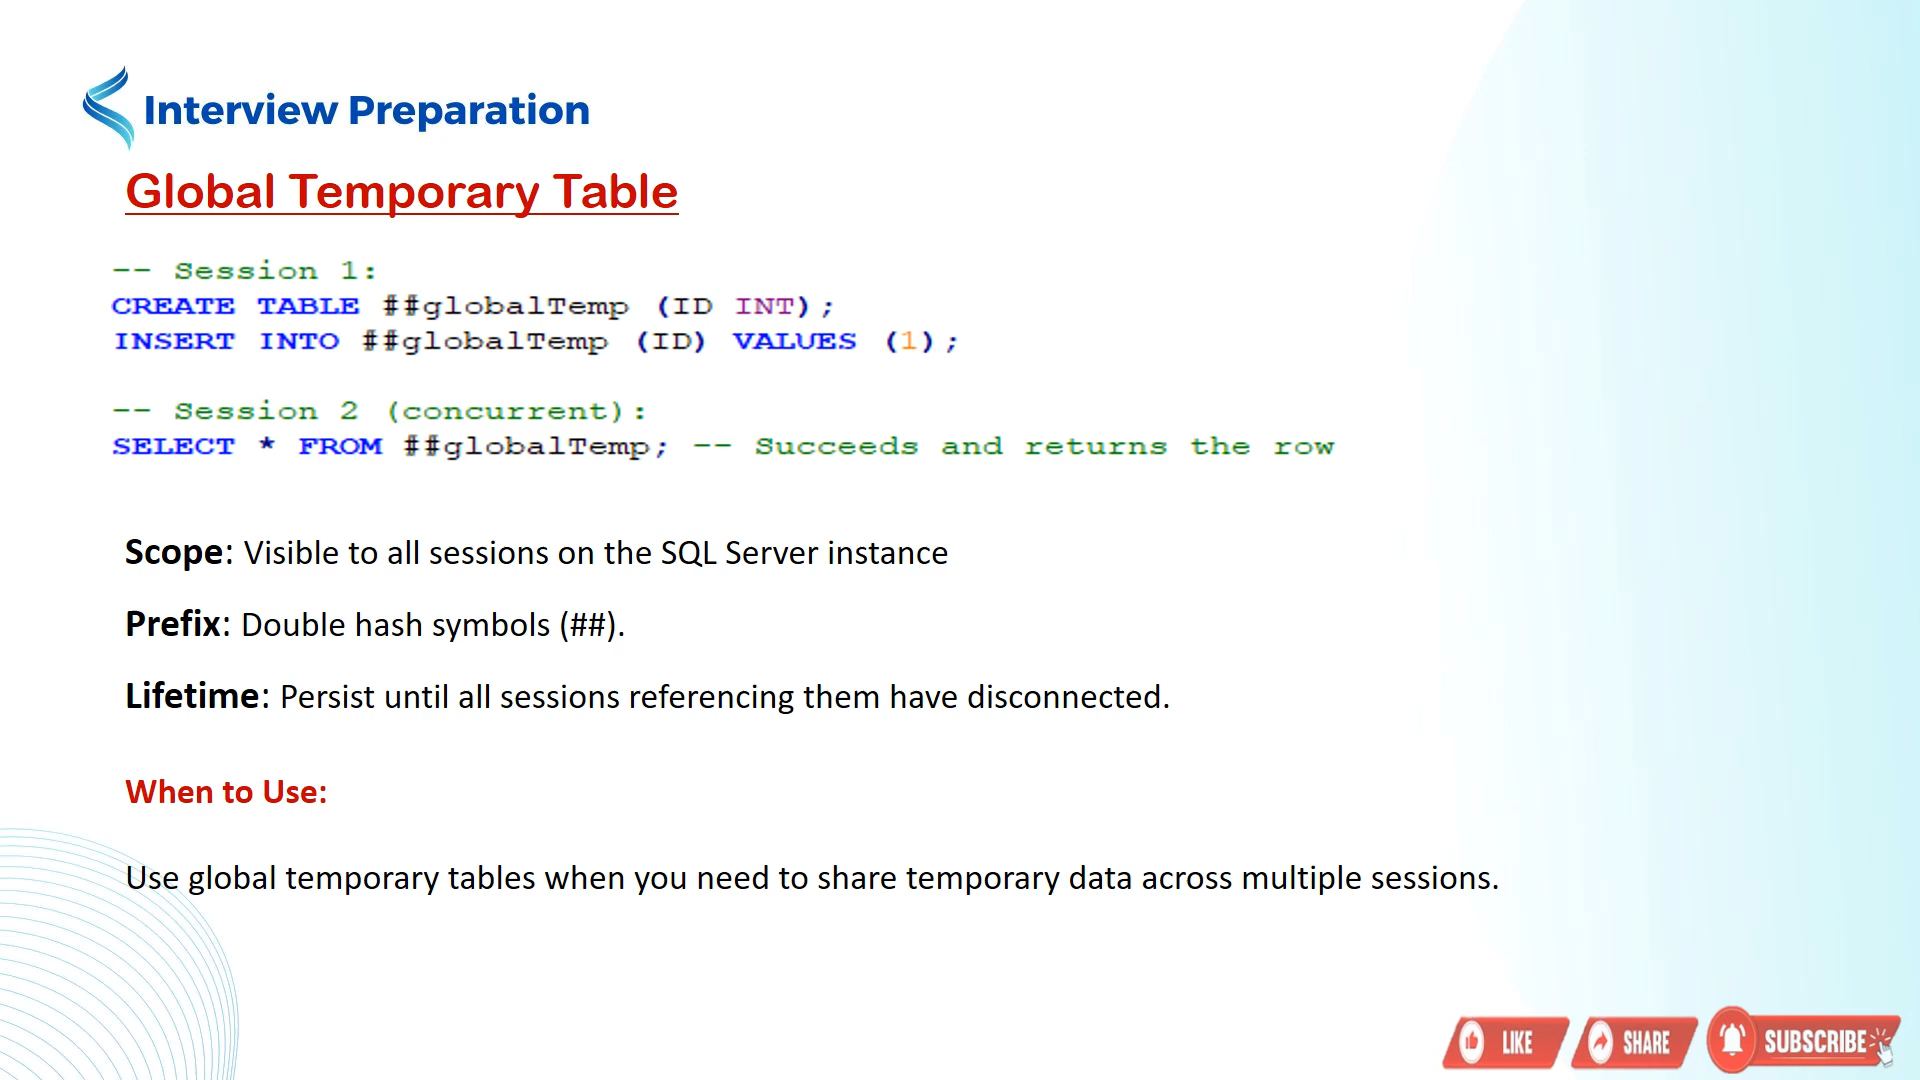 Interview Preparation
Global Temporary Table
-- Session 1:
CREATE TABLE ##globalTemp (ID INT);
INSERT INTO ##globalTemp (ID) VALUES (1);
-- Session 2 (concurrent):
SELECT * FROM ##globalTemp; -- Succeeds and returns the row
Scope: Visible to all sessions on the SQL Server instance
Prefix: Double hash symbols (##).
Lifetime: Persist until all sessions referencing them have disconnected.
When to Use:
Use global temporary tables when you need to share temporary data across multiple sessions.
LIKE SHARE SUBSCRIBE